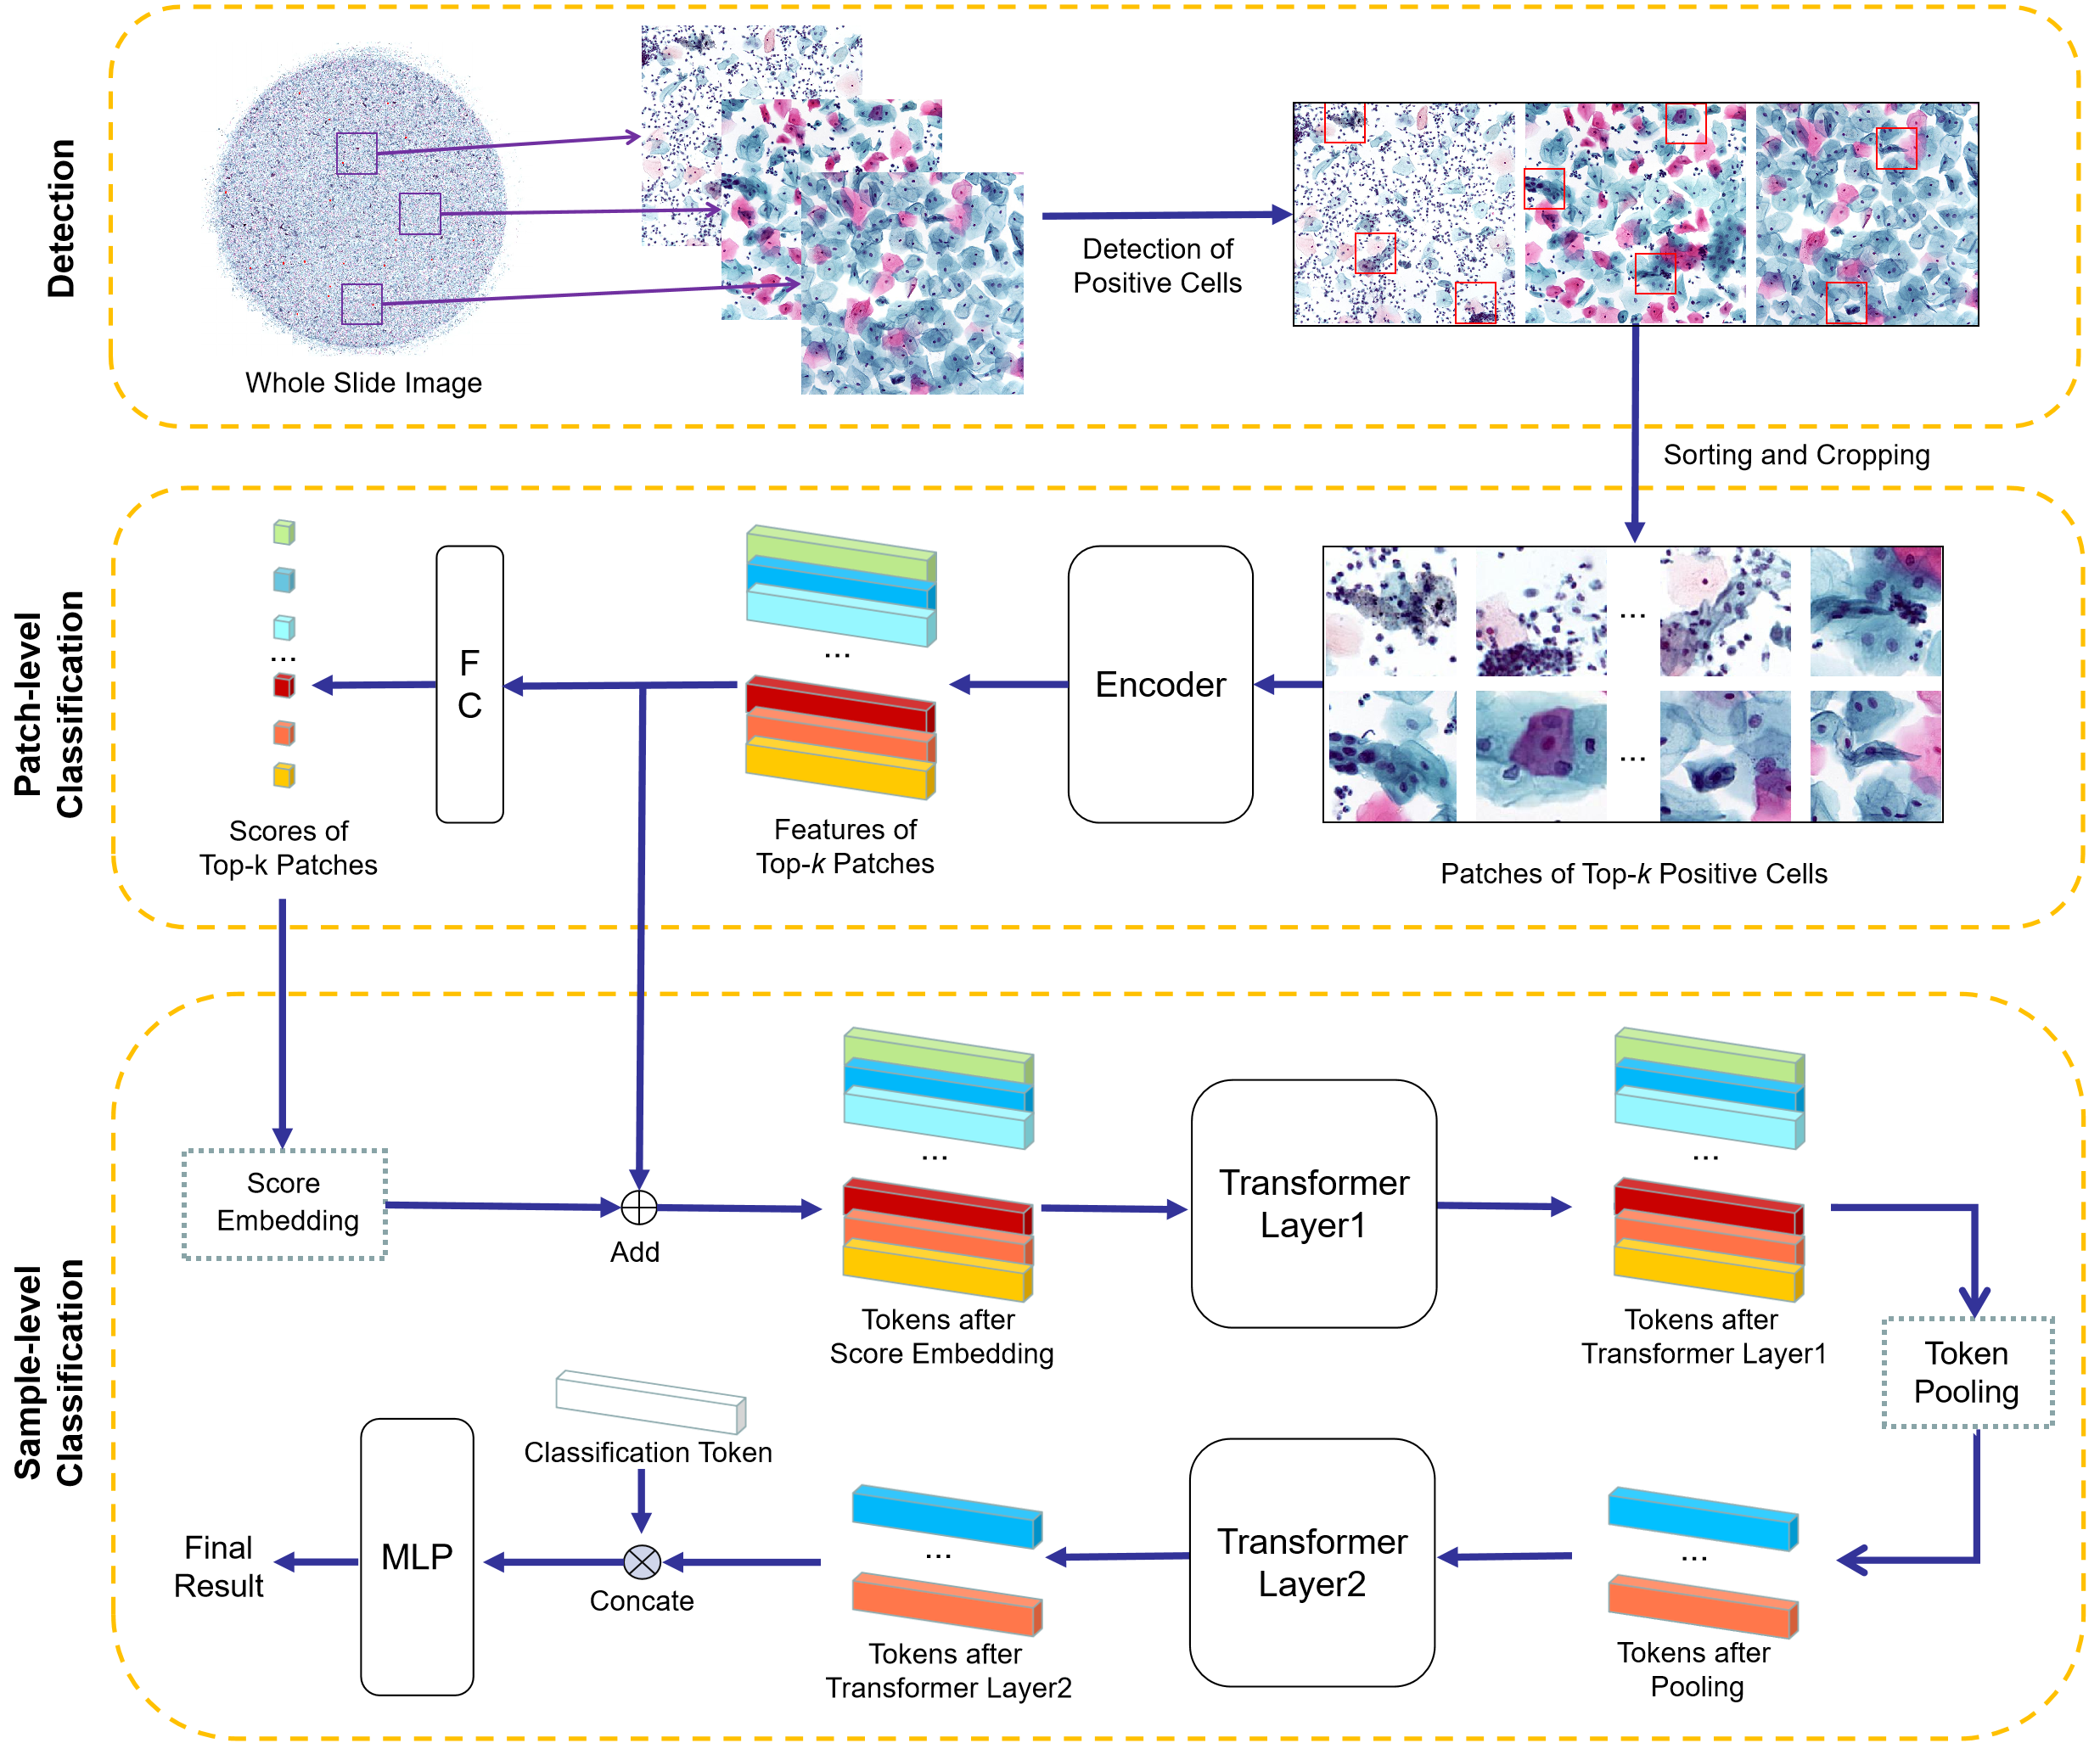 Detection
Whole Slide Image
Detection of
Positive Cells
Sorting and Cropping
Patch-level
Classification
Scores of
Top-k Patches
F
C
Features of
Top-k Patches
...
Encoder
...
...
Patches of Top-k Positive Cells
...
Sample-level
Classification
Score
Embedding
Add
...
Tokens after
Score Embedding
Transformer
Layer1
...
Tokens after
Transformer Layer1
Token
Pooling
Classification Token
Final
Result
MLP
Concate
...
Tokens after
Transformer Layer2
Transformer
Layer2
...
Tokens after
Pooling